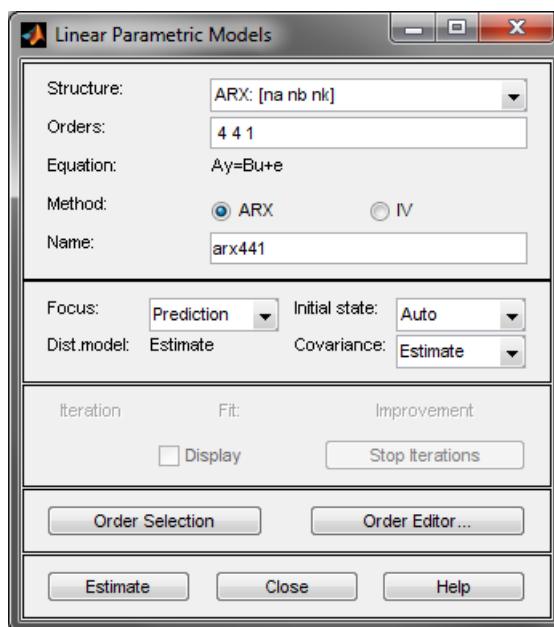 Linear Parametric Models
Structure: ARX: [na nb nk]
Orders: 4 4 1
Equation: Ay=Bu+e
Method: ARX IV
Name: arx441
Focus: Prediction Initial state: Auto
Dist.model: Estimate Covariance: Estimate
Iteration Fit: Improvement
Display Stop Iterations
Order Selection Order Editor...
Estimate Close Help